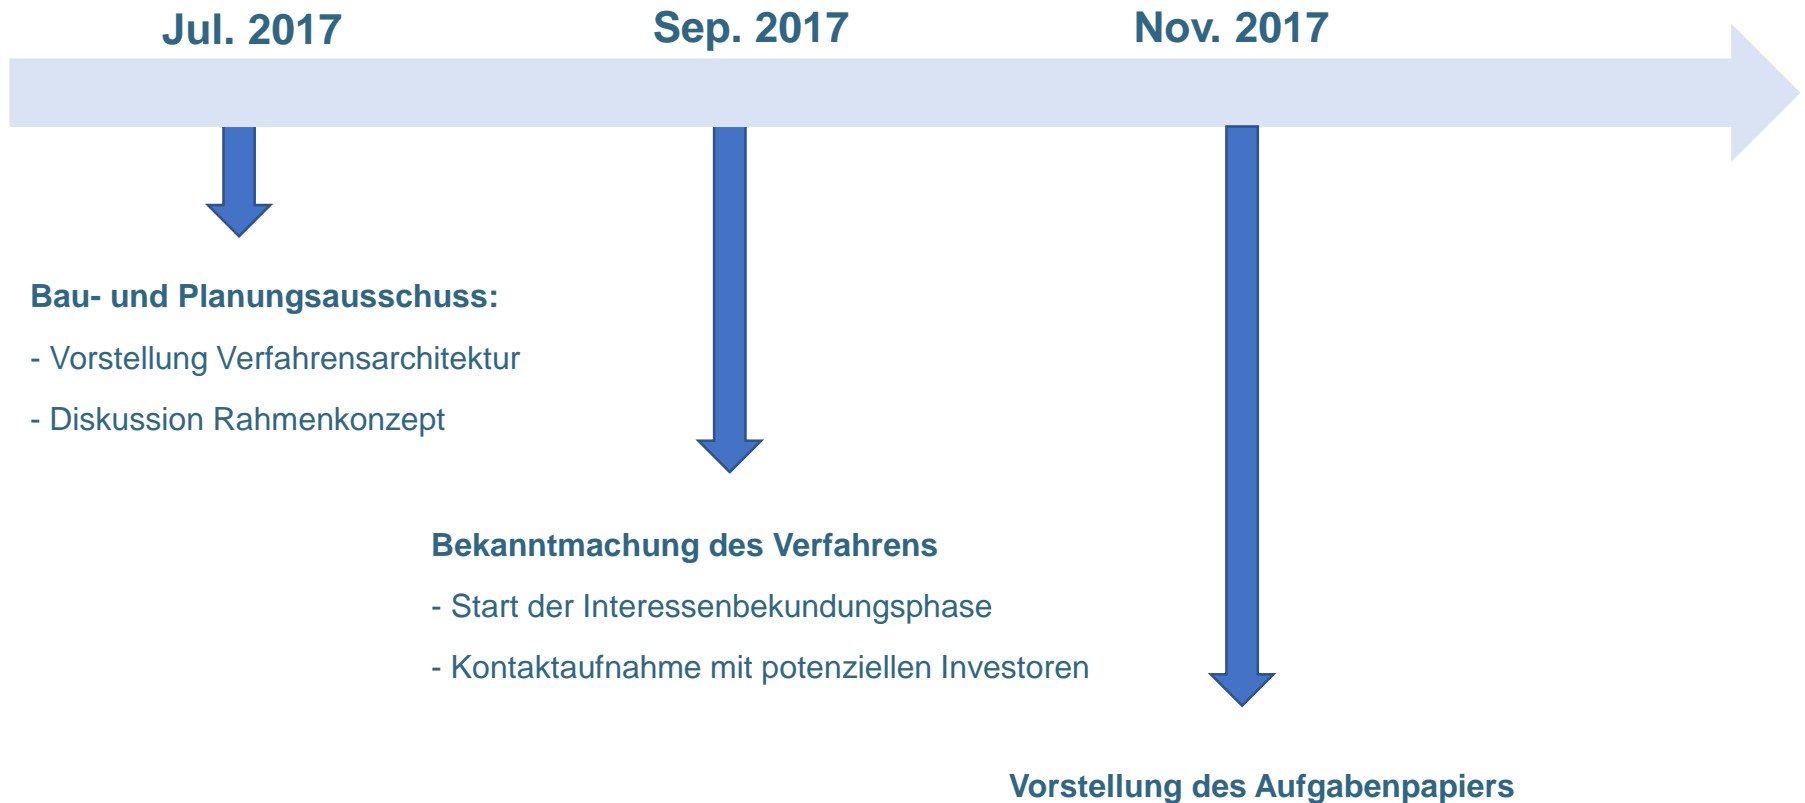 Jul. 2017
Sep. 2017
Nov. 2017
Bau- und Planungsausschuss:
- Vorstellung Verfahrensarchitektur
- Diskussion Rahmenkonzept
Bekanntmachung des Verfahrens
- Start der Interessenbekundungsphase
- Kontaktaufnahme mit potenziellen Investoren
Vorstellung des Aufgabenpapiers